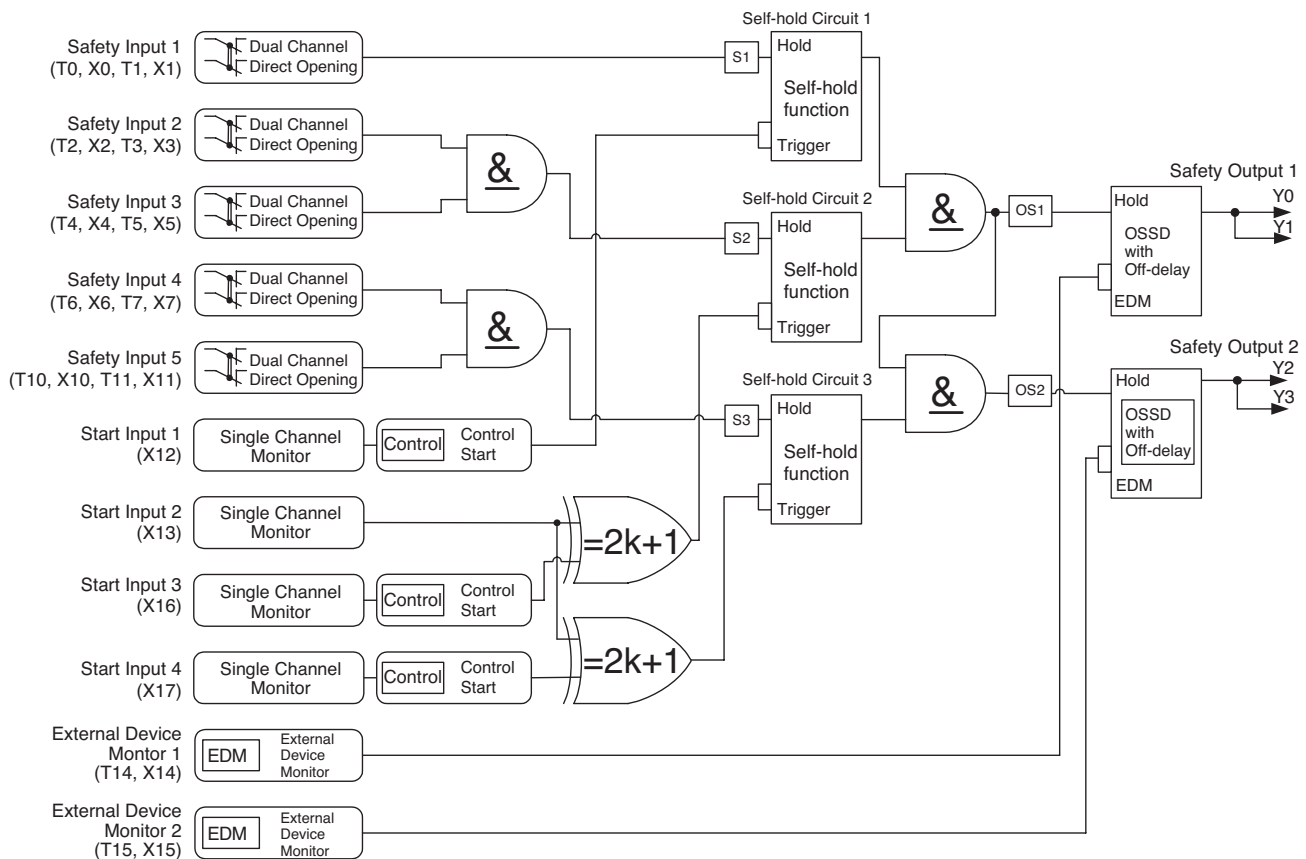 Safety Input 1
(T0, X0, T1, X1)
Dual Channel
Direct Opening
Safety Input 2
(T2, X2, T3, X3)
Dual Channel
Direct Opening
Safety Input 3
(T4, X4, T5, X5)
Dual Channel
Direct Opening
Safety Input 4
(T6, X6, T7, X7)
Dual Channel
Direct Opening
Safety Input 5
(T10, X10, T11, X11)
Dual Channel
Direct Opening
Start Input 1
(X12)
Single Channel
Monitor
Control
Control
Start
Start Input 2
(X13)
Single Channel
Monitor
Start Input 3
(X16)
Single Channel
Monitor
Control
Control
Start
Start Input 4
(X17)
Single Channel
Monitor
Control
Control
Start
External Device
Montor 1
(T14, X14)
EDM
External
Device
Monitor
External Device
Monitor 2
(T15, X15)
EDM
External
Device
Monitor
&
&
=2k+1
=2k+1
S1
Self-hold Circuit 1
Hold
Self-hold
function
Trigger
S2
Self-hold Circuit 2
Hold
Self-hold
function
Trigger
S3
Self-hold Circuit 3
Hold
Self-hold
function
Trigger
&
&
OS1
OS2
Safety Output 1
Hold
OSSD
with
Off-delay
EDM
Y0
Y1
Safety Output 2
Hold
OSSD
with
Off-delay
EDM
Y2
Y3